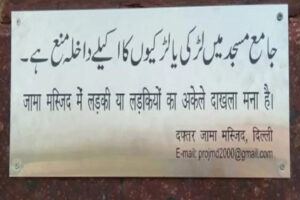 جامع مسجد میں لڑکی یا لڑکیوں کا اکیلے داخلہ منع ہے۔
जामा मस्जिद में लड़की या लड़कियों का अकेले दाखला मना है।
दफ्तर जामा मस्जिद, दिल्ली
E-mail: projmd2000@gmail.com